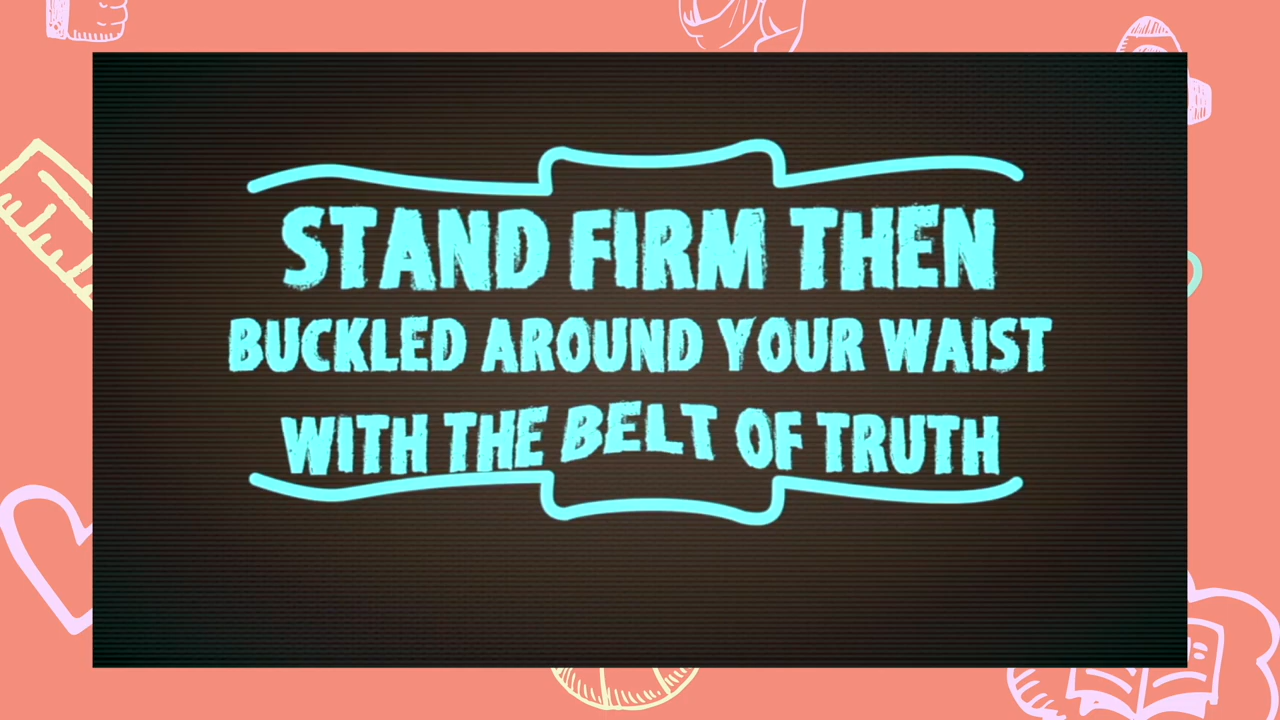 STAND FIRM THEN
BUCKLED AROUND YOUR WAIST
WITH THE BELT OF TRUTH